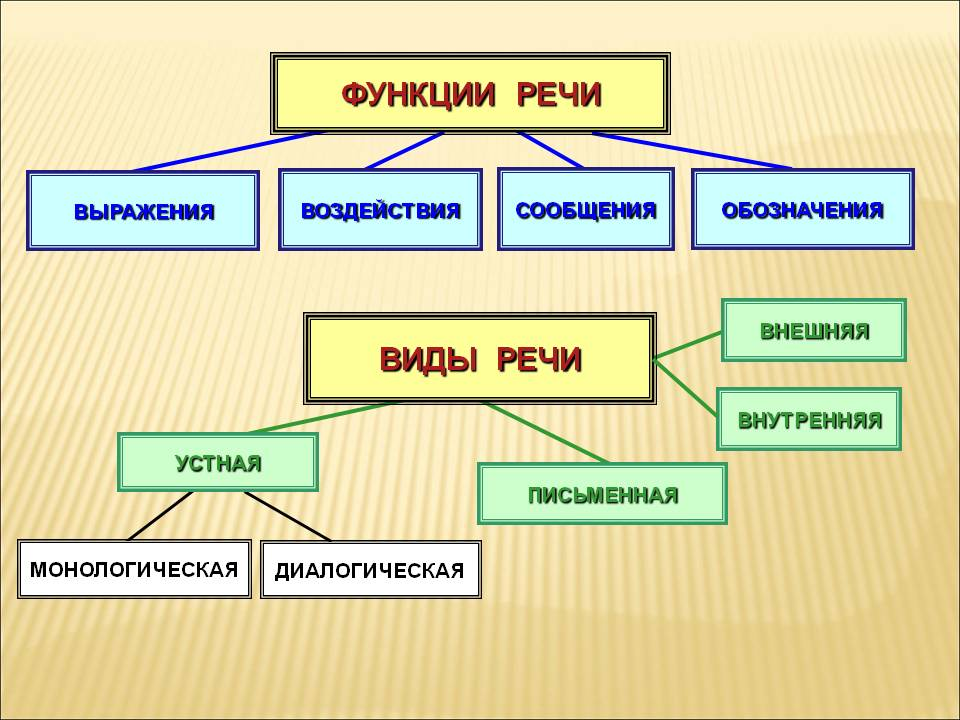 ФУНКЦИИ РЕЧИ
ВЫРАЖЕНИЯ
ВОЗДЕЙСТВИЯ
СООБЩЕНИЯ
ОБОЗНАЧЕНИЯ
ВИДЫ РЕЧИ
ВНЕШНЯЯ
ВНУТРЕННЯЯ
УСТНАЯ
ПИСЬМЕННАЯ
МОНОЛОГИЧЕСКАЯ
ДИАЛОГИЧЕСКАЯ